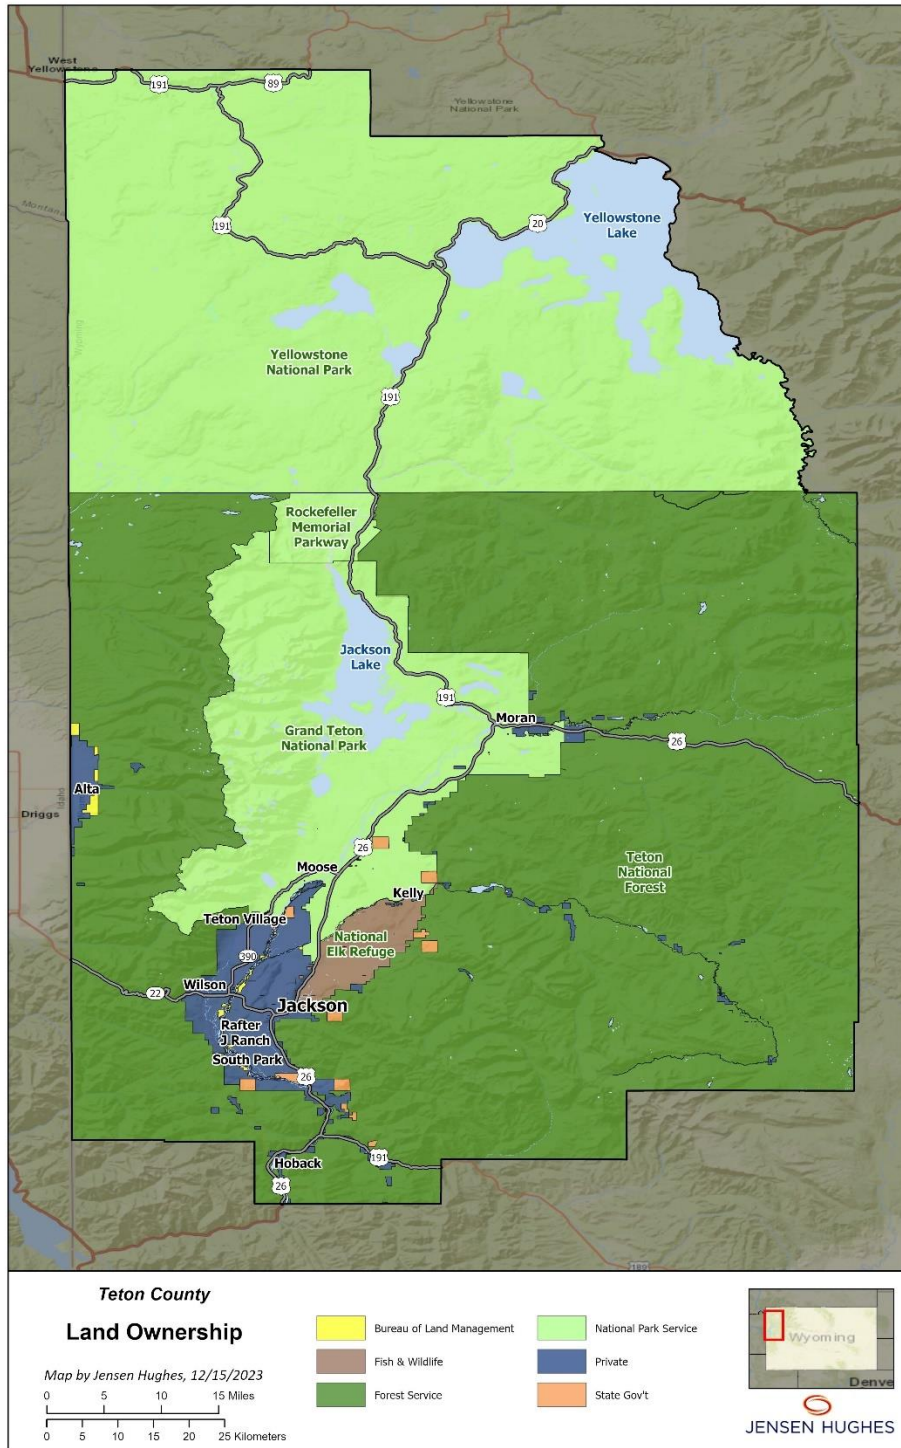 West
Yellowstone
191
89
Yellowstone
National Park
Montana
191
20
Yellowstone
Lake
Wyoming
Yellowstone
National Park
191
Rockefeller
Memorial
Parkway
Jackson
Lake
191
Moran
Grand Teton
National Park
26
Alta
Idaho
Driggs
26
Moose
Teton
National
Forest
Kelly
Teton Village
National
Elk Refuge
390
Wilson
22
Jackson
Rafter
J Ranch
South Park
26
Hoback
191
26
189
Teton County
Land Ownership
Map by Jensen Hughes, 12/15/2023
0 5 10 15 Miles
0 5 10 15 20 25 Kilometers
Bureau of Land Management
Fish & Wildlife
Forest Service
National Park Service
Private
State Gov't
Wyoming
Denve
JENSEN HUGHES